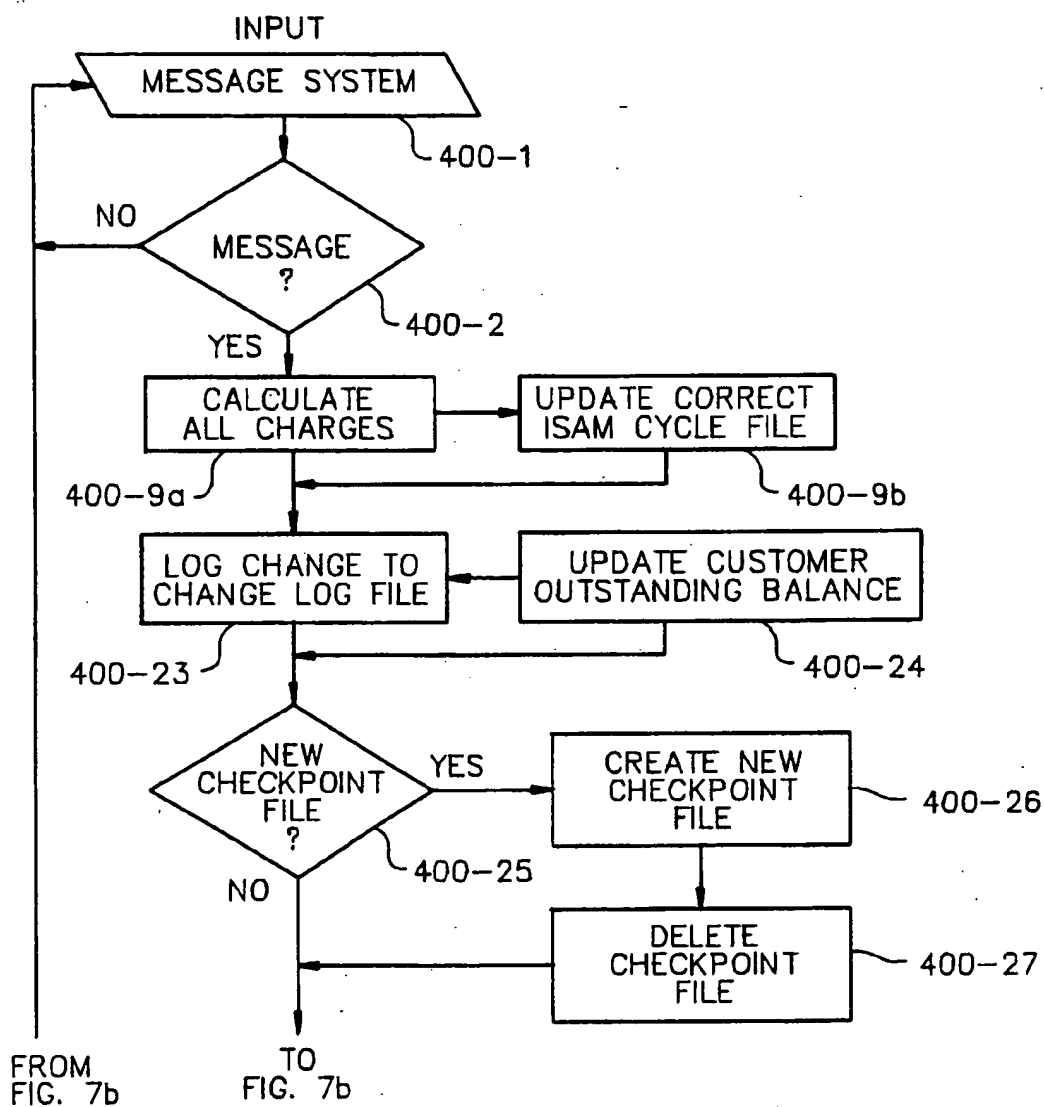 INPUT
MESSAGE SYSTEM
400-1
NO
MESSAGE
?
400-2
YES
CALCULATE
ALL CHARGES
UPDATE CORRECT
ISAM CYCLE FILE
400-9a
400-9b
LOG CHANGE TO
CHANGE LOG FILE
UPDATE CUSTOMER
OUTSTANDING BALANCE
400-23
400-24
NEW
CHECKPOINT
FILE
?
YES
CREATE NEW
CHECKPOINT
FILE
400-26
400-25
NO
DELETE
CHECKPOINT
FILE
400-27
FROM
FIG. 7b
TO
FIG. 7b